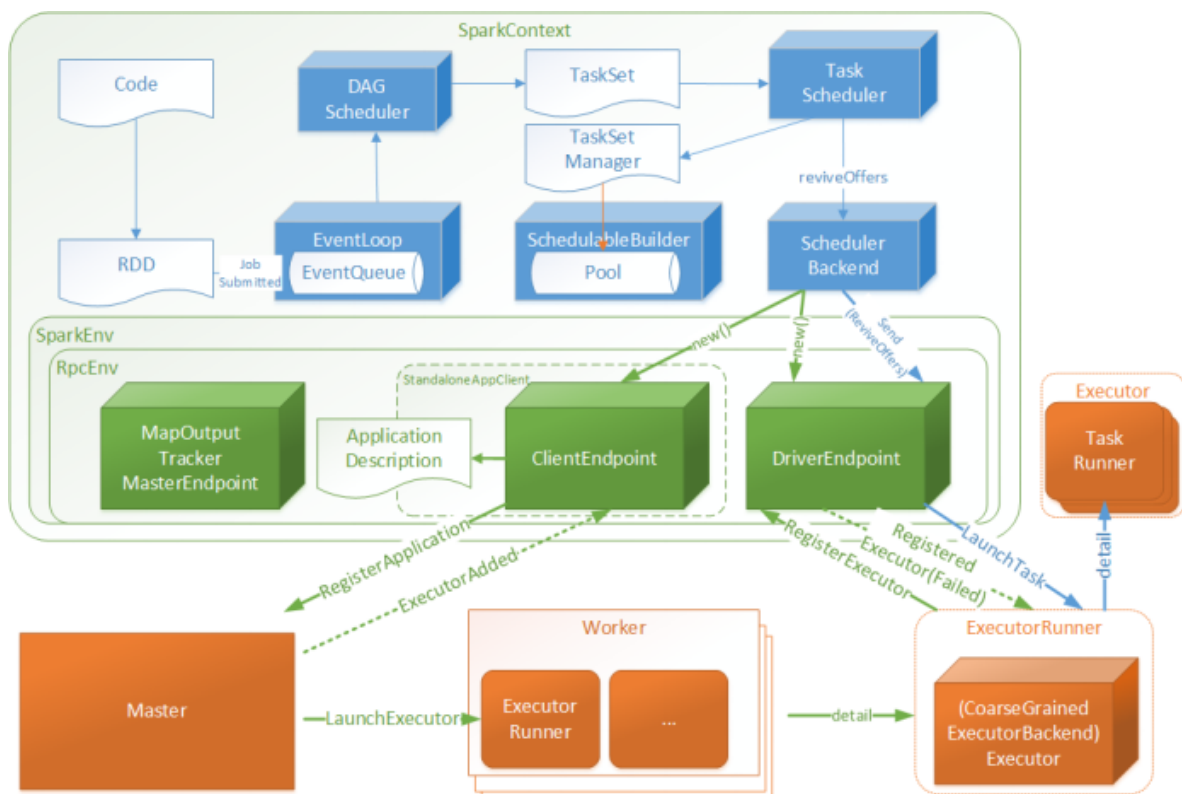 SparkContext
Code
DAG
Scheduler
TaskSet
Task
Scheduler
TaskSet
Manager
reviveOffers
RDD
Job
Submitted
EventLoop
EventQueue
SchedulableBuilder
Pool
Scheduler
Backend
SparkEnv
RpcEnv
new()
new()
Send
(ReviveOffers)
StandaloneAppClient
MapOutput
Tracker
MasterEndpoint
Application
Description
ClientEndpoint
DriverEndpoint
Executor
Task
Runner
RegisterApplication
ExecutorAdded
RegisterExecutor
Registered
Executor(Failed)
LaunchTask
detail
Master
LaunchExecutor
Worker
Executor
Runner
...
detail
ExecutorRunner
(CoarseGrained
ExecutorBackend)
Executor